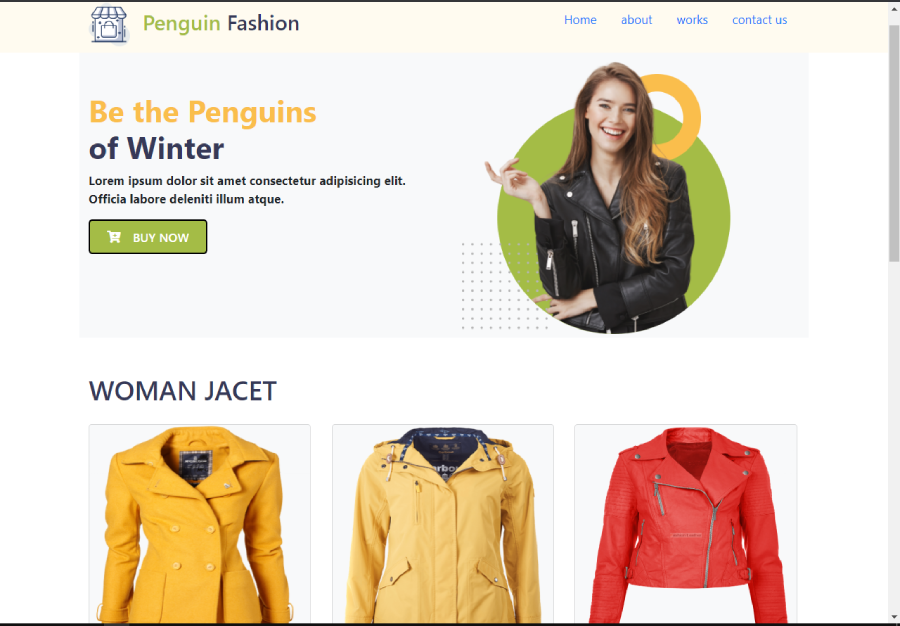 Penguin Fashion
Home about works contact us
Be the Penguins
of Winter
Lorem ipsum dolor sit amet consectetur adipisicing elit.
Officia labore deleniti illum atque.
BUY NOW
WOMAN JACET